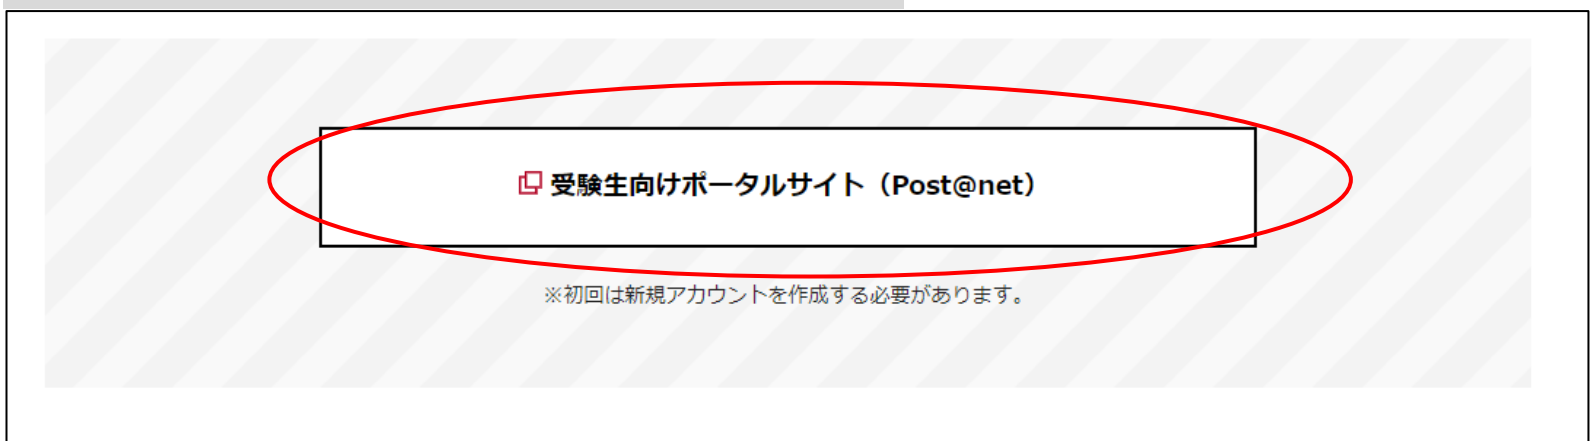 受験生向けポータルサイト（Post@net）
※初回は新規アカウントを作成する必要があります。